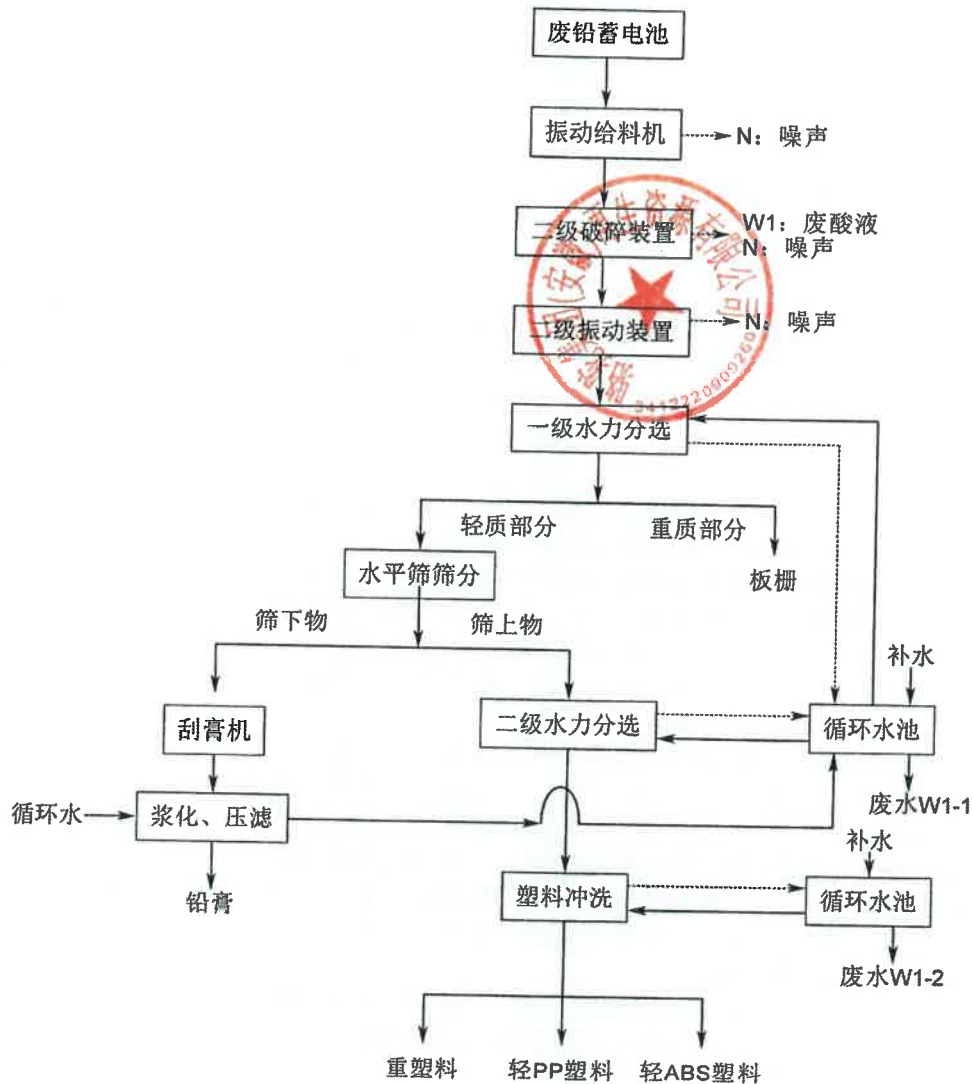 废铅蓄电池
振动给料机
N：噪声
二级破碎装置
W1：废酸液
N：噪声
二级振动装置
N：噪声
一级水力分选
轻质部分
重质部分
水平筛筛分
板栅
筛下物
筛上物
补水
刮膏机
二级水力分选
循环水池
循环水
浆化、压滤
废水W1-1
补水
铅膏
塑料冲洗
循环水池
废水W1-2
重塑料
轻PP塑料
轻ABS塑料